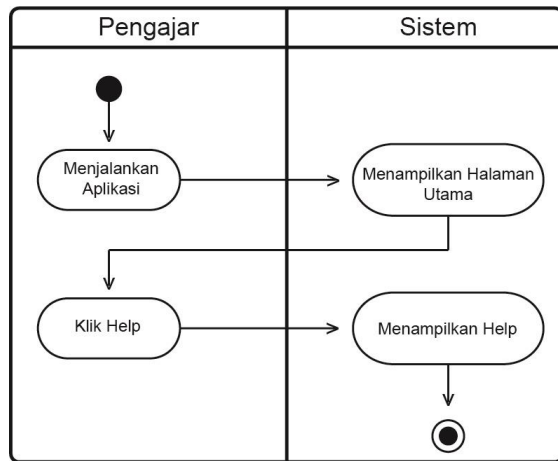 Pengajar
Sistem
Menjalankan
Aplikasi
Menampilkan Halaman
Utama
Klik Help
Menampilkan Help